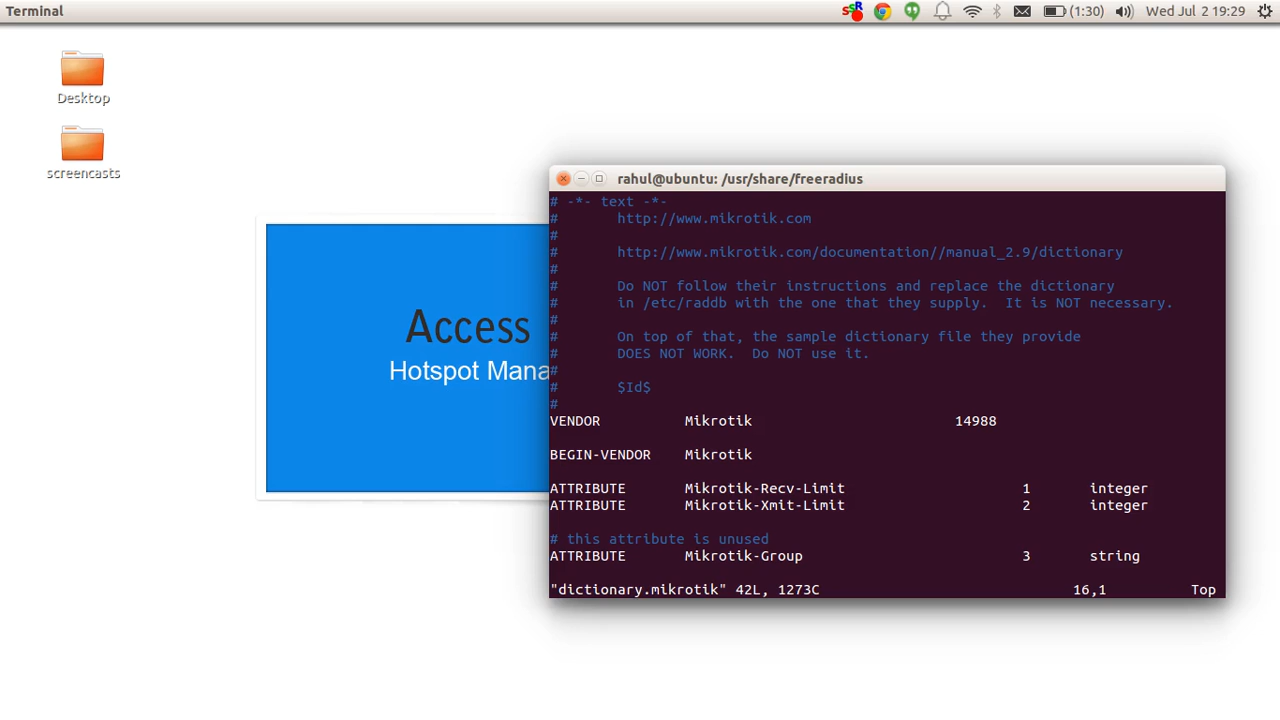 Terminal
(1:30)
Wed Jul 2 19:29
Desktop
screencasts
Access
Hotspot Mana
rahul@ubuntu: /usr/share/freeradius
# -*- text -*-
# http://www.mikrotik.com
#
# http://www.mikrotik.com/documentation//manual_2.9/dictionary
#
# Do NOT follow their instructions and replace the dictionary
# in /etc/raddb with the one that they supply. It is NOT necessary.
#
# On top of that, the sample dictionary file they provide
# DOES NOT WORK. Do NOT use it.
#
# $Id$
#
VENDOR Mikrotik 14988
BEGIN-VENDOR Mikrotik
ATTRIBUTE Mikrotik-Recv-Limit 1 integer
ATTRIBUTE Mikrotik-Xmit-Limit 2 integer
# this attribute is unused
ATTRIBUTE Mikrotik-Group 3 string
"dictionary.mikrotik" 42L, 1273C 16,1 Top